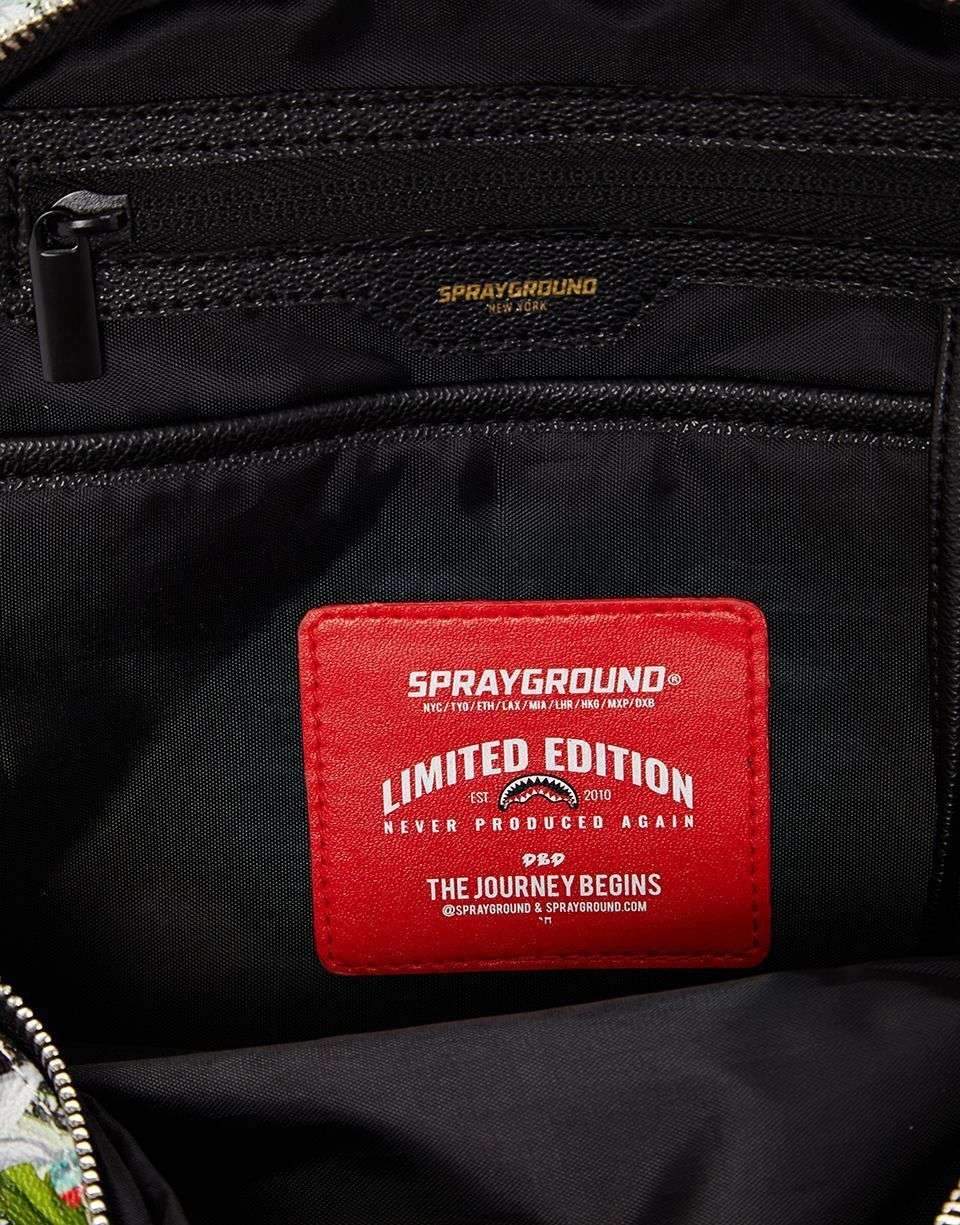 SPRAYGROUND
NEW YORK
SPRAYGROUND®
NYC/TYO/ETH/LAX/MIA/LHR/HKG/MXP/DXB
LIMITED EDITION
EST 2010
NEVER PRODUCED AGAIN
DBD
THE JOURNEY BEGINS
@SPRAYGROUND & SPRAYGROUND.COM